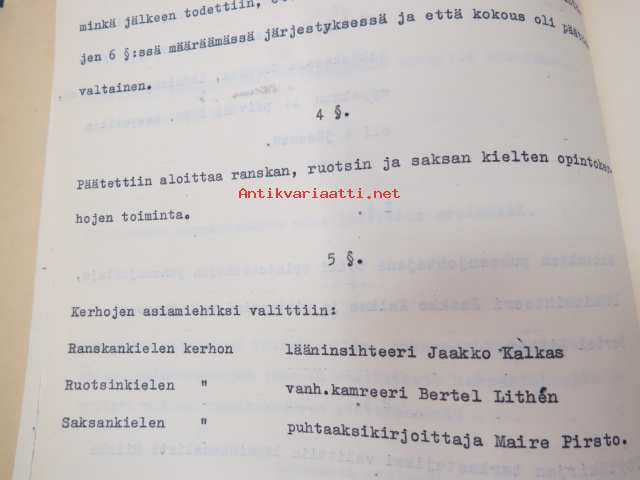 minkä jälkeen todettiin,
jen 6 §:ssä määräämässä järjestyksessä ja että kokous oli
valtainen.
4 §.
Päätettiin aloittaa ranskan, ruotsin ja saksan kielten
Antikvariaatti.net
hojen toiminta.
5 §.
Kerhojen asiamiehiksi valittiin:
Ranskankielen kerhon lääninsihteeri Jaakko Kalkas
Ruotsinkielen " vanh.kamreeri Bertel Lithén
Saksankielen " puhtaaksikirjoittaja Maire Pirsto.